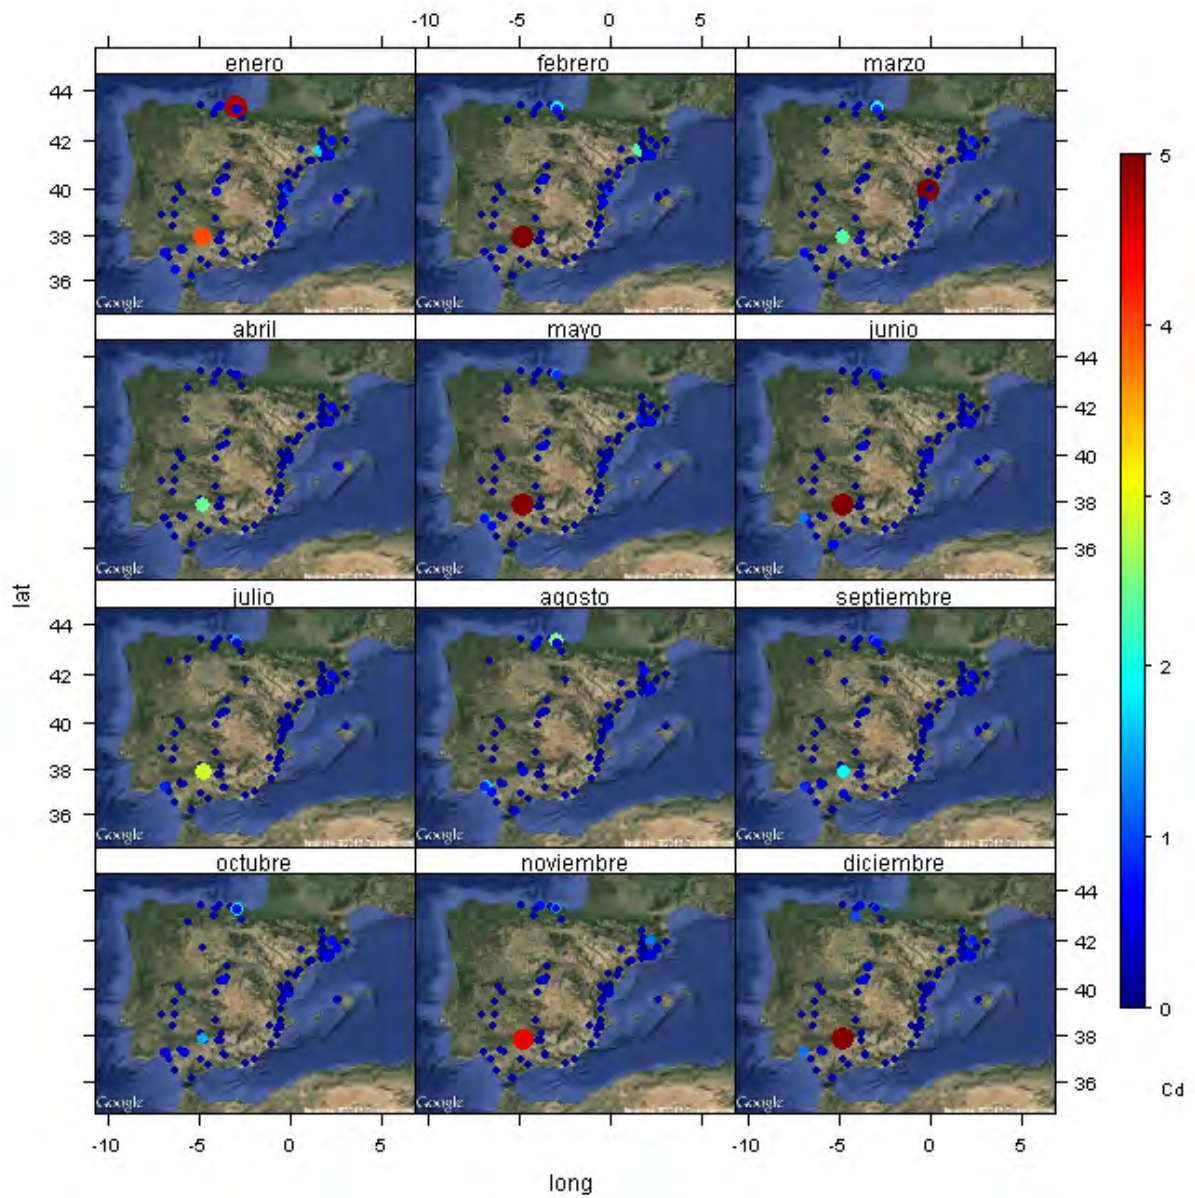 -10 -5 0 5
enero febrero marzo
44
42
40
38
36
Google Google Google
abril mayo junio
44
42
40
38
36
Google Google Google
julio agosto septiembre
44
42
40
38
36
Google Google Google
octubre noviembre diciembre
44
42
40
38
36
Google Google Google
-10 -5 0 5 -10 -5 0 5
long
lat
5
4
3
2
1
0
Cd